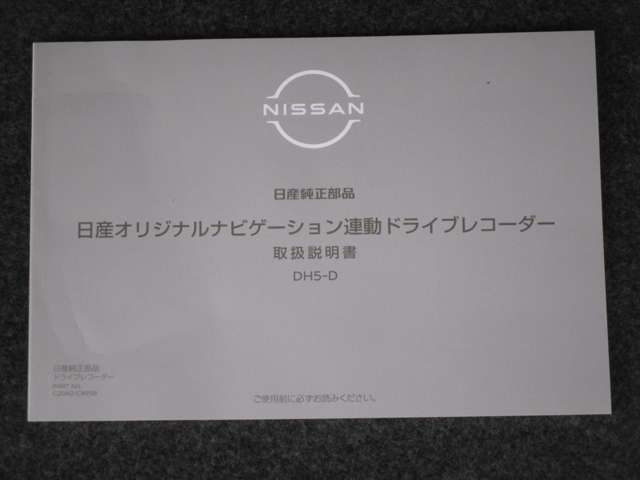 NISSAN
日産純正部品
日産オリジナルナビゲーション連動ドライブレコーダー
取扱説明書
DH5-D
日産純正部品
ドライブレコーダー
PART No.
ご使用前に必ずお読みください。